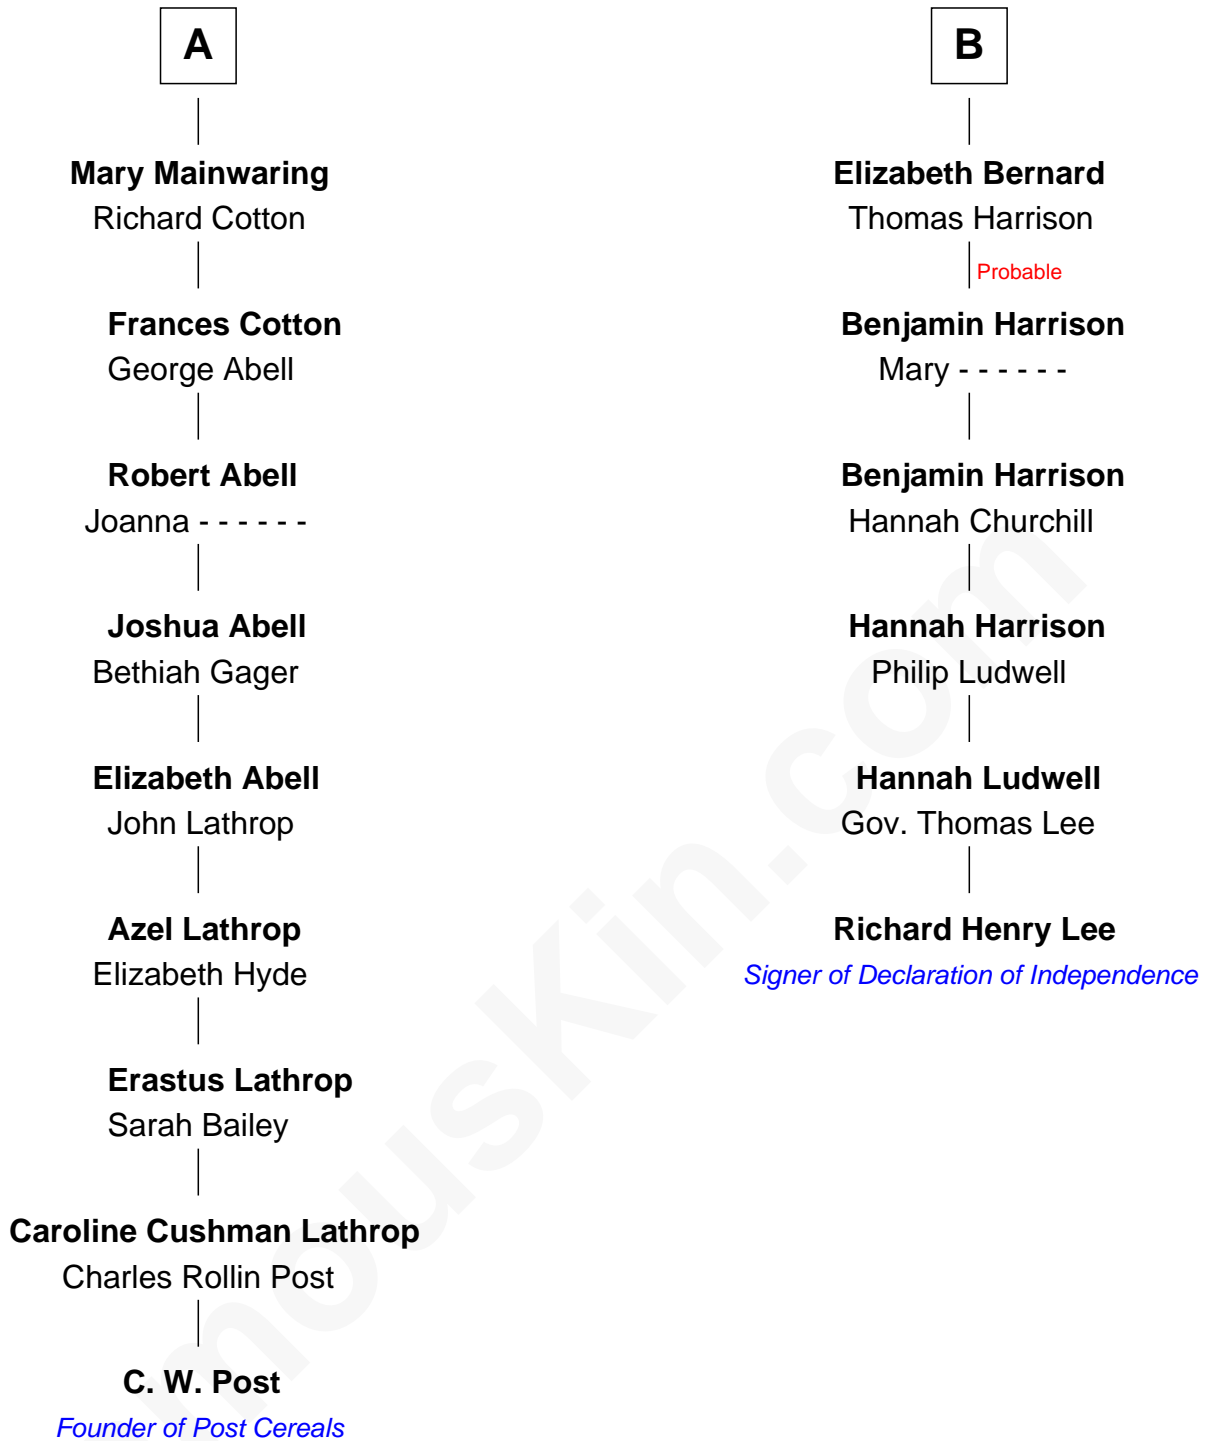 A
Mary Mainwaring
Richard Cotton
Frances Cotton
George Abell
Robert Abell
Joanna - - - - - -
Joshua Abell
Bethiah Gager
Elizabeth Abell
John Lathrop
Azel Lathrop
Elizabeth Hyde
Erastus Lathrop
Sarah Bailey
Caroline Cushman Lathrop
Charles Rollin Post
C. W. Post
Founder of Post Cereals
B
Elizabeth Bernard
Thomas Harrison
Probable
Benjamin Harrison
Mary - - - - - -
Benjamin Harrison
Hannah Churchill
Hannah Harrison
Philip Ludwell
Hannah Ludwell
Gov. Thomas Lee
Richard Henry Lee
Signer of Declaration of Independence
mouskin.com